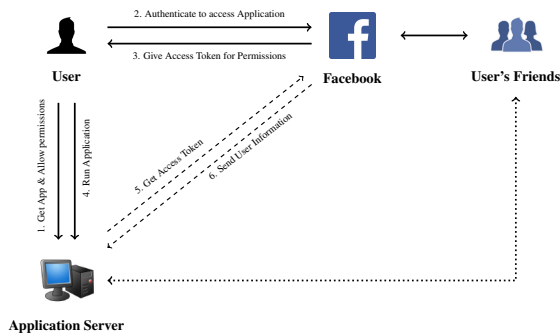 2. Authenticate to access Application
3. Give Access Token for Permissions
User
Facebook
User's Friends
1. Get App & Allow permissions
4. Run Application
5. Get Access Token
6. Send User Information
Application Server